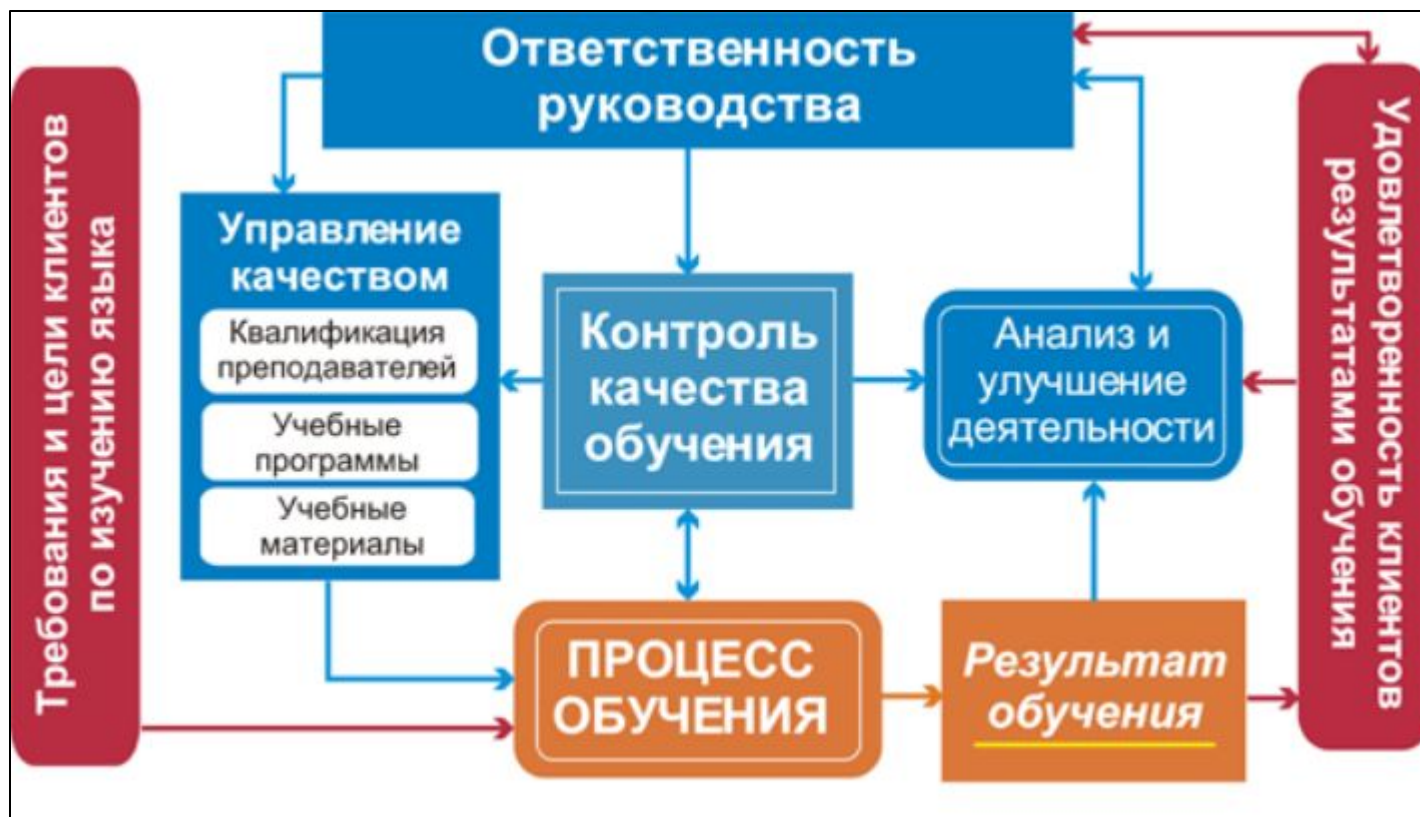 Ответственность
руководства
Требования и цели клиентов
по изучению языка
Управление
качеством
Квалификация
преподавателей
Учебные
программы
Учебные
материалы
Контроль
качества
обучения
Анализ и
улучшение
деятельности
Удовлетворенность клиентов
результатами обучения
ПРОЦЕСС
ОБУЧЕНИЯ
Результат
обучения